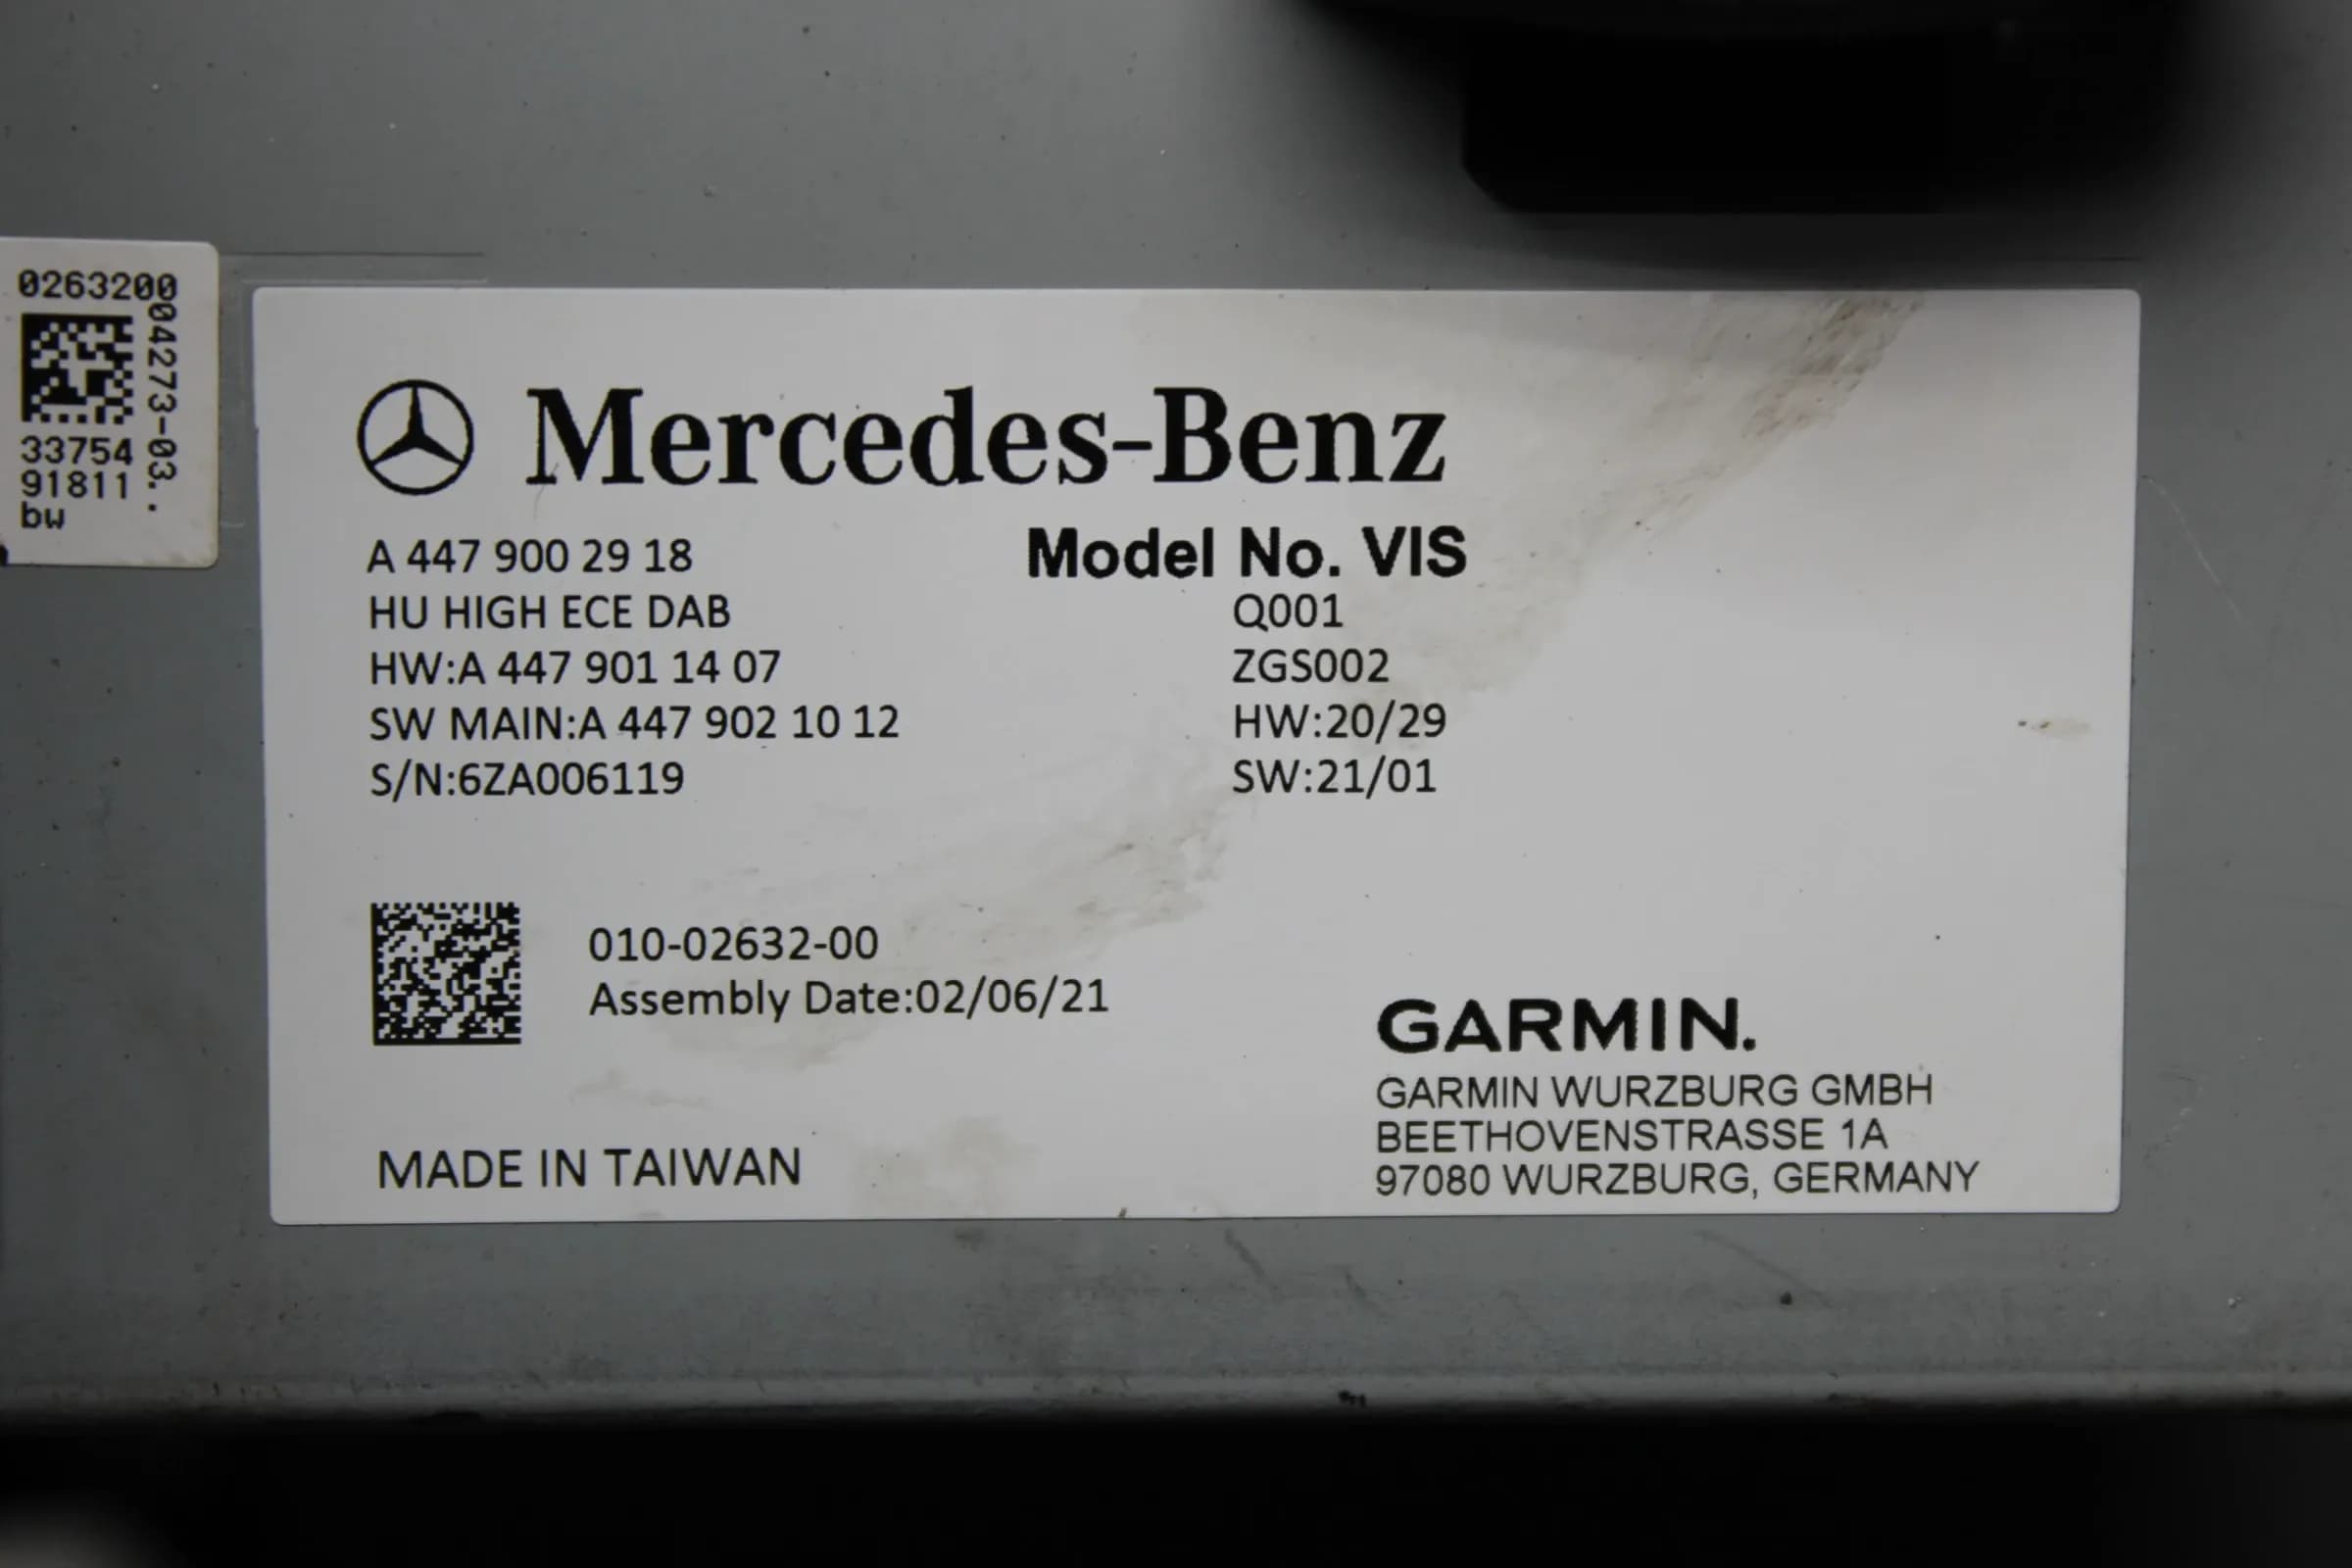 0263200
04273-03..
33754
91811
bw
Mercedes-Benz
A 447 900 29 18
Model No. VIS
HU HIGH ECE DAB
Q001
HW:A 447 901 14 07
ZGS002
SW MAIN:A 447 902 10 12
HW:20/29
S/N:6ZA006119
SW:21/01
010-02632-00
Assembly Date:02/06/21
MADE IN TAIWAN
GARMIN.
GARMIN WURZBURG GMBH
BEETHOVENSTRASSE 1A
97080 WURZBURG, GERMANY